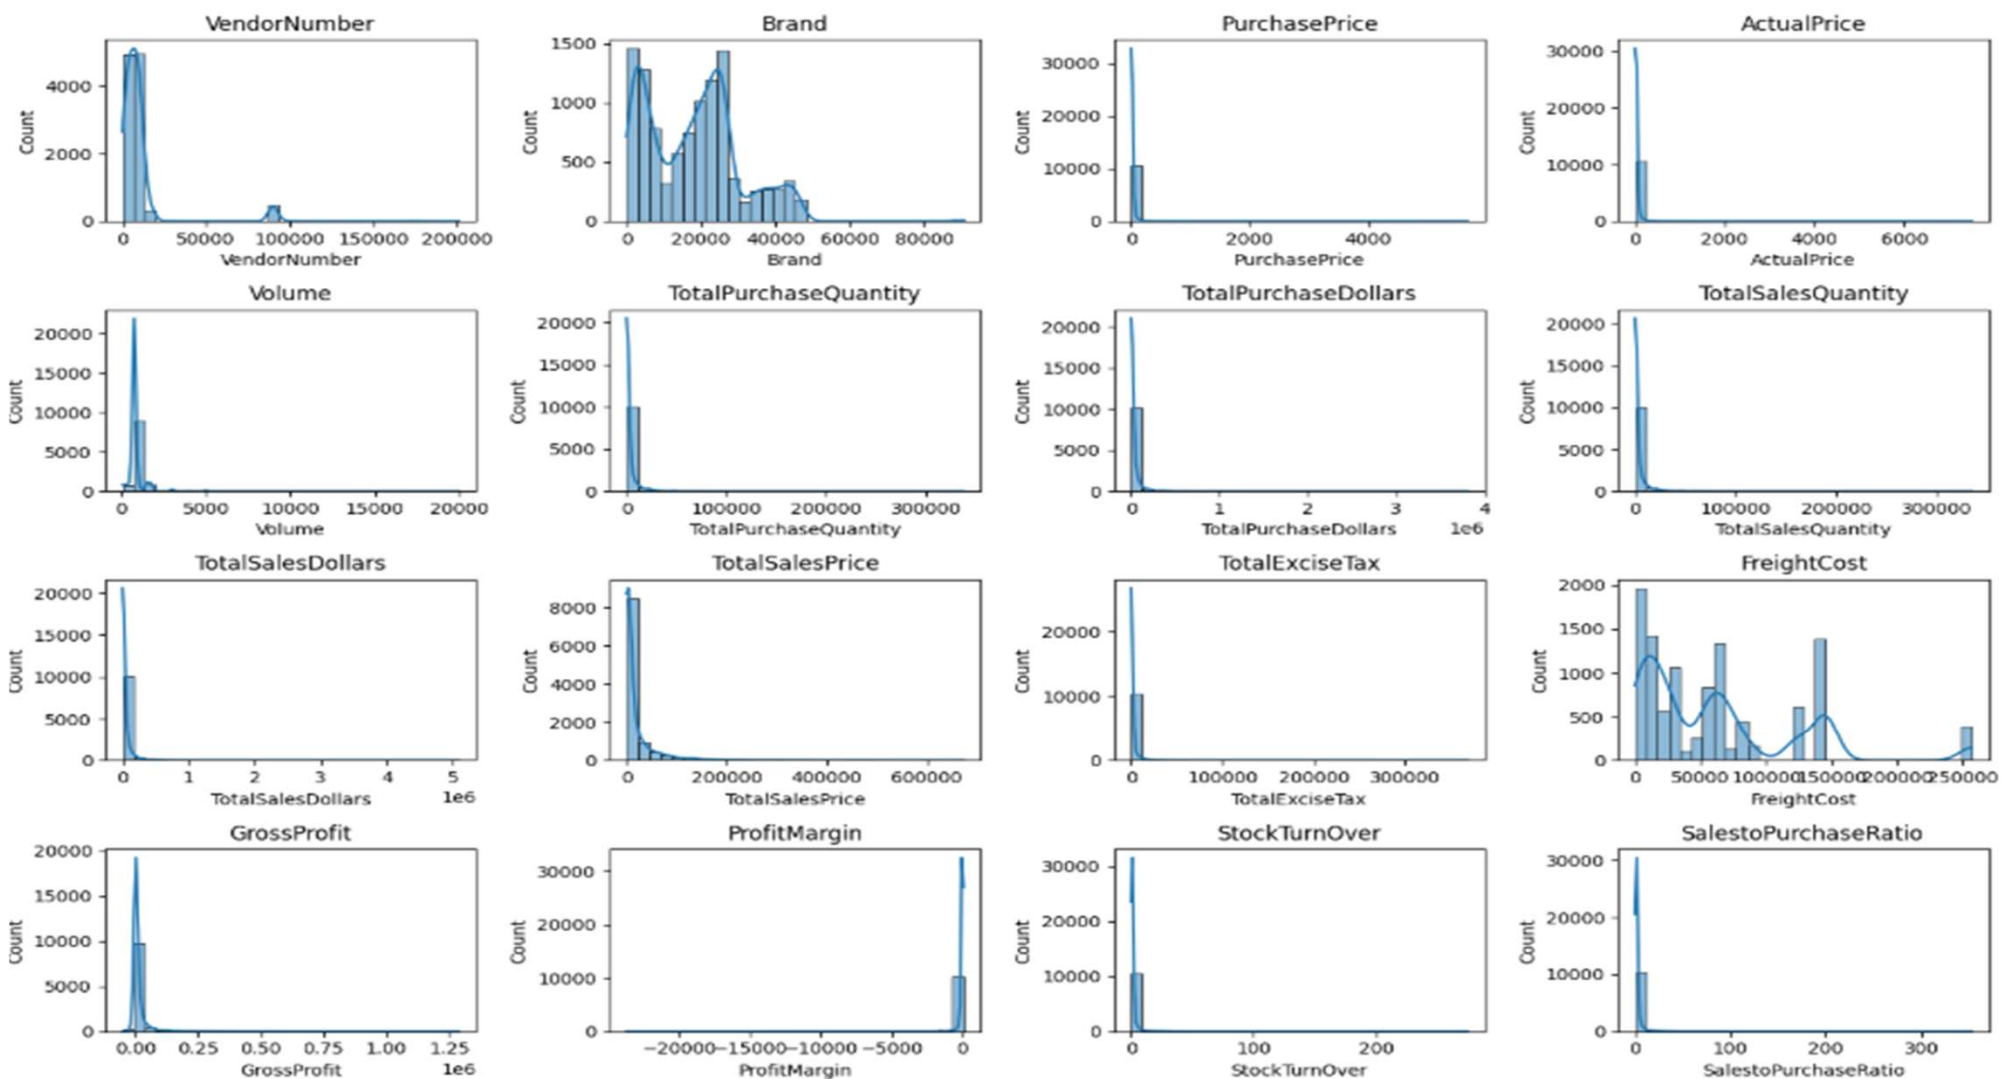 VendorNumber Brand PurchasePrice ActualPrice
Count 4000 2000 0
0 50000 100000 150000 200000
VendorNumber
Count 1500 1000 500 0
0 20000 40000 60000 80000
Brand
Count 30000 20000 10000 0
0 2000 4000
PurchasePrice
Count 30000 20000 10000 0
0 2000 4000 6000
ActualPrice
Volume TotalPurchaseQuantity TotalPurchaseDollars TotalSalesQuantity
Count 20000 15000 10000 5000 0
0 5000 10000 15000 20000
Volume
Count 20000 15000 10000 5000 0
0 100000 200000 300000
TotalPurchaseQuantity
Count 20000 15000 10000 5000 0
0 1 2 3 4
TotalPurchaseDollars 1e6
Count 20000 15000 10000 5000 0
0 100000 200000 300000
TotalSalesQuantity
TotalSalesDollars TotalSalesPrice TotalExciseTax FreightCost
Count 20000 15000 10000 5000 0
0 1 2 3 4 5
TotalSalesDollars 1e6
Count 8000 6000 4000 2000 0
0 200000 400000 600000
TotalSalesPrice
Count 20000 10000 0
0 100000 200000 300000
TotalExciseTax
Count 2000 1500 1000 500 0
0 50000 100000 150000 200000 250000
FreightCost
GrossProfit ProfitMargin StockTurnOver SalestoPurchaseRatio
Count 20000 15000 10000 5000 0
0.00 0.25 0.50 0.75 1.00 1.25
GrossProfit 1e6
Count 30000 20000 10000 0
−20000 −15000 −10000 −5000 0
ProfitMargin
Count 30000 20000 10000 0
0 100 200
StockTurnOver
Count 30000 20000 10000 0
0 100 200 300
SalestoPurchaseRatio